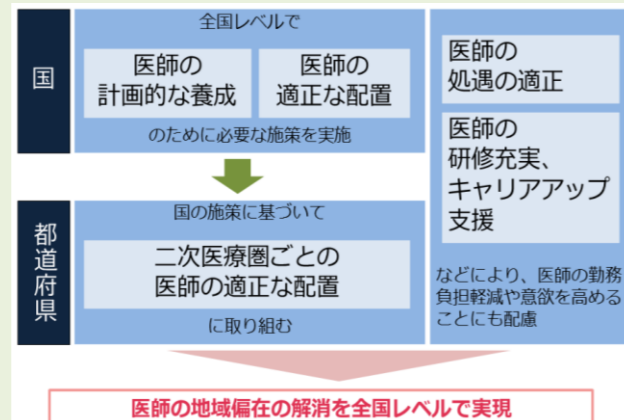 国
全国レベルで
医師の
計画的な養成
医師の
適正な配置
のために必要な施策を実施
都道府県
国の施策に基づいて
二次医療圏ごとの
医師の適正な配置
に取り組む
医師の
処遇の適正
医師の
研修充実、
キャリアアップ
支援
などにより、医師の勤務
負担軽減や意欲を高める
ことにも配慮
医師の地域偏在の解消を全国レベルで実現